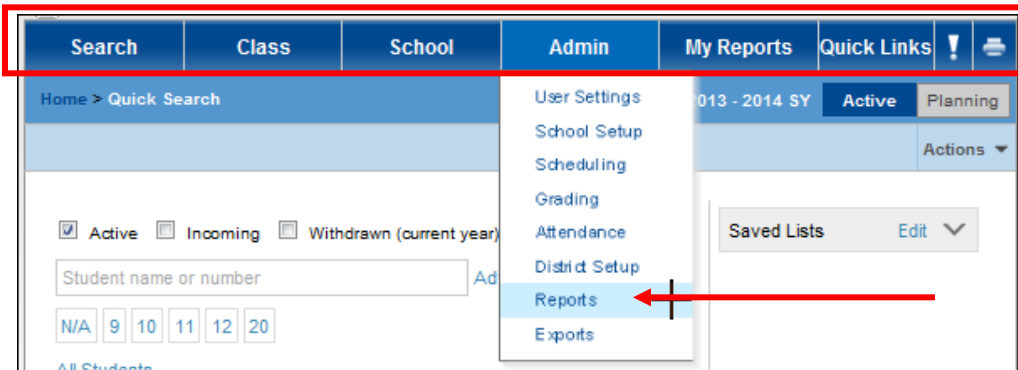 Search Class School Admin My Reports Quick Links !
Home > Quick Search 2013 - 2014 SY Active Planning
Actions
User Settings
School Setup
Scheduling
Grading
Attendance
District Setup
Reports
Exports
Active Incoming Withdrawn (current year)
Saved Lists Edit
Student name or number Ad
N/A 9 10 11 12 20
All Students